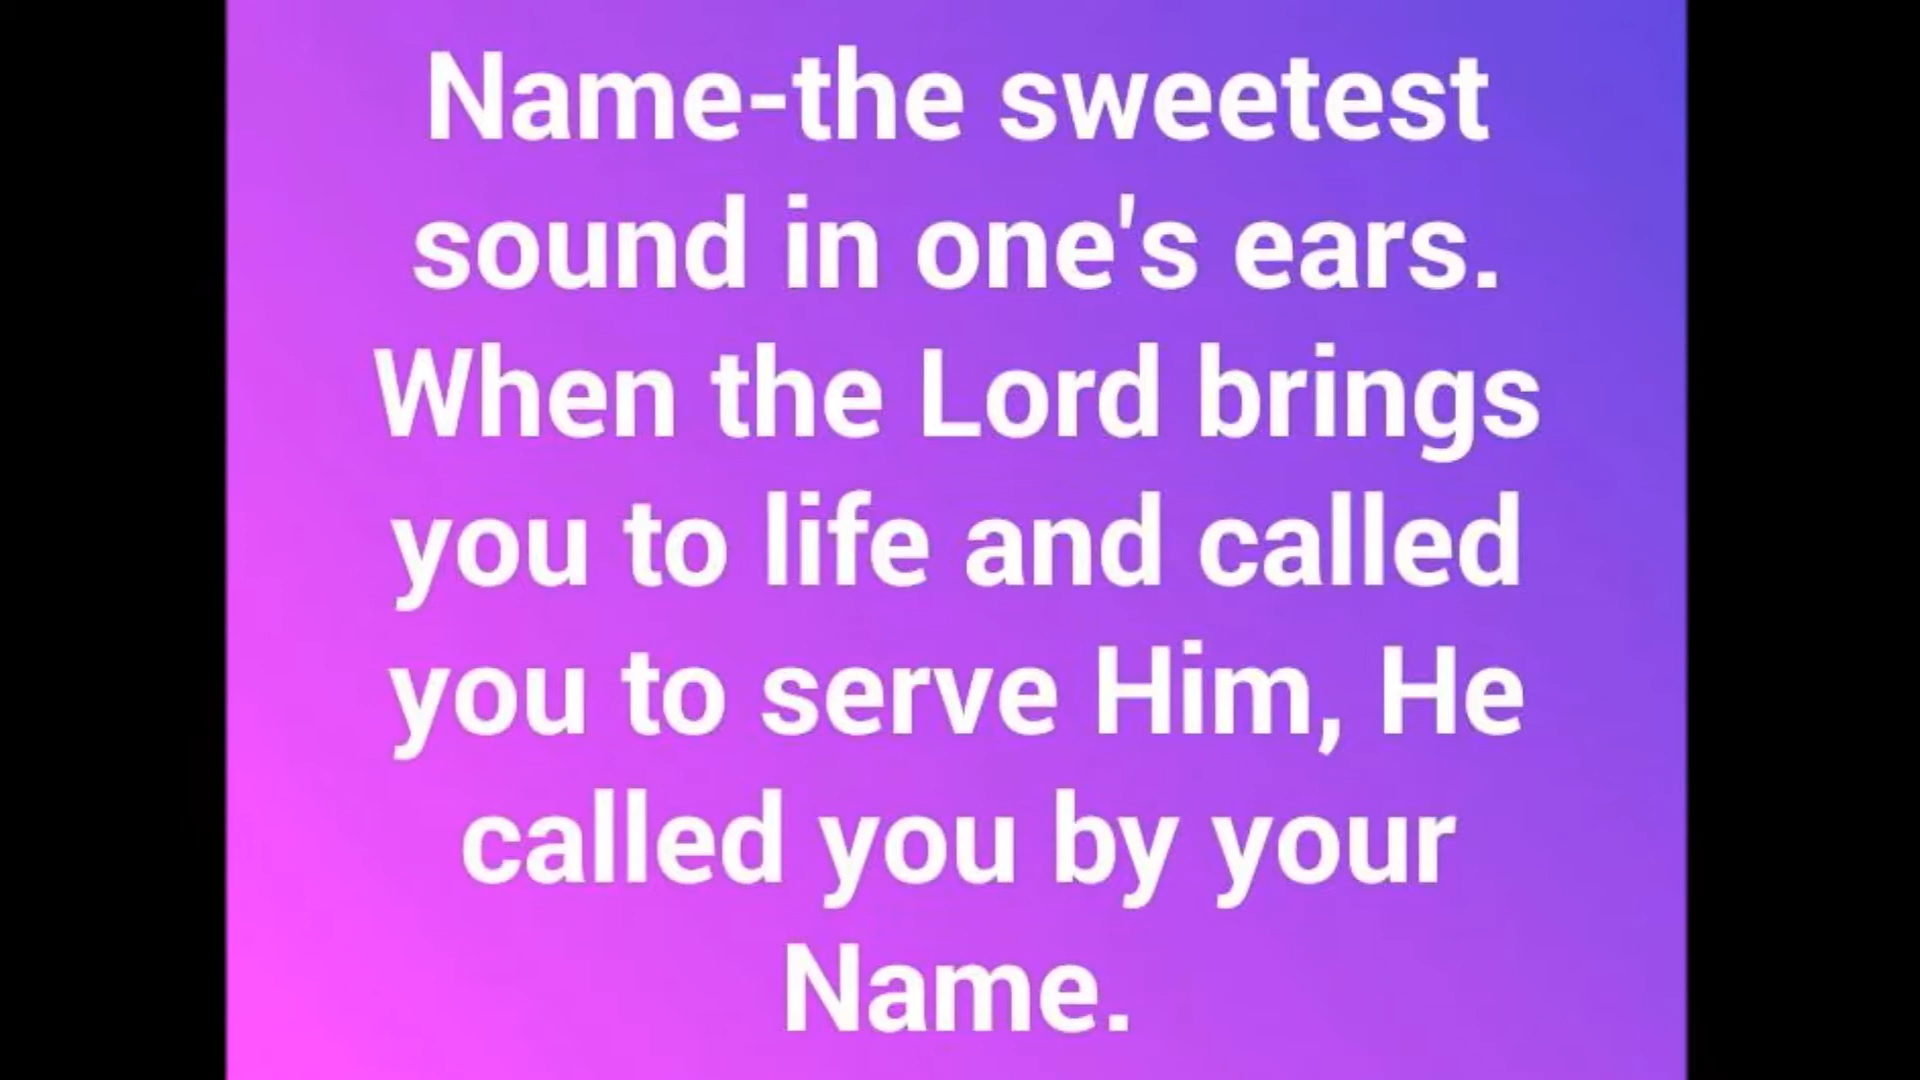 Name-the sweetest
sound in one's ears.
When the Lord brings
you to life and called
you to serve Him, He
called you by your
Name.